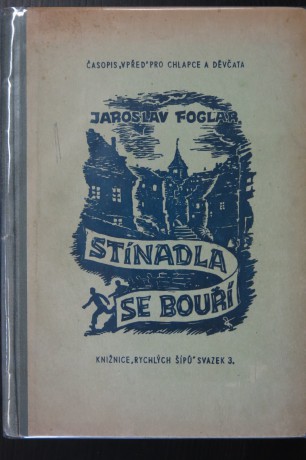 ČASOPIS „VPŘED“ PRO CHLAPCE A DĚVČATA
JAROSLAV FOGLAR
STÍNADLA
SE BOUŘÍ
KNIŽNICE „RYCHLÝCH ŠÍPŮ“ SVAZEK 3.